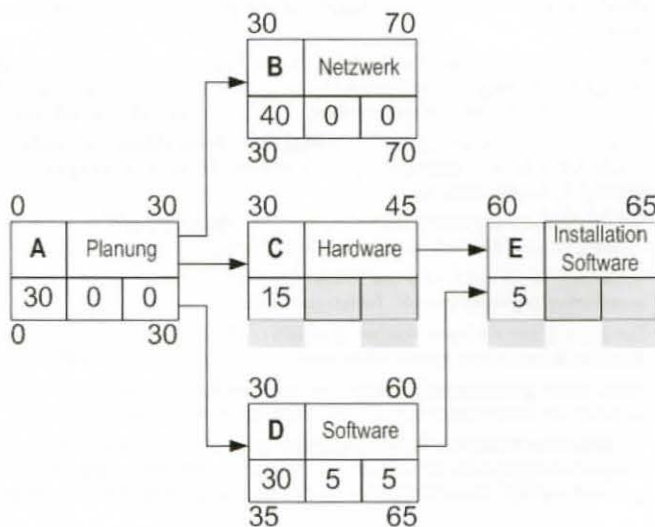 30 70
B Netzwerk
40 0 0
30 70
0 30
A Planung
30 0 0
0 30
30 45
C Hardware
15
60 65
E Installation
Software
5
30 60
D Software
30 5 5
35 65